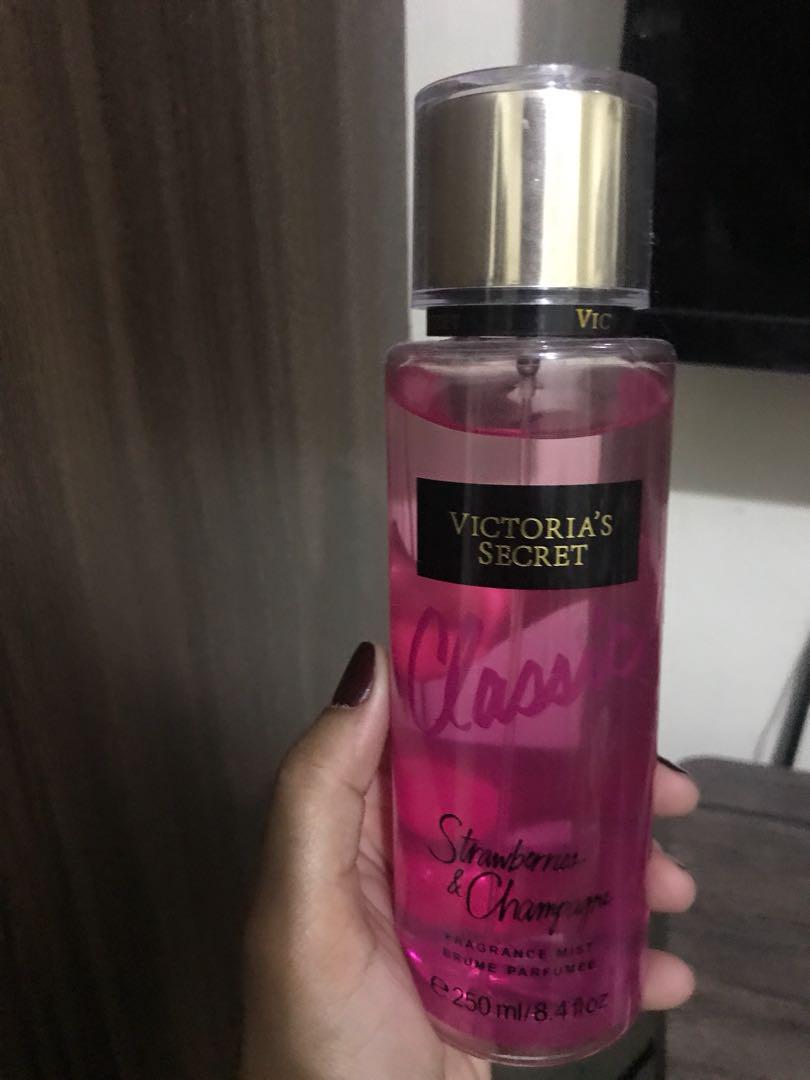 VIC
VICTORIA'S
SECRET
Classic
Strawberries
& Champagne
FRAGRANCE MIST
BRUME PARFUMÉE
e 250 ml/8.4 fl oz